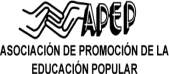 APEP
ASOCIACIÓN DE PROMOCIÓN DE LA
EDUCACIÓN POPULAR